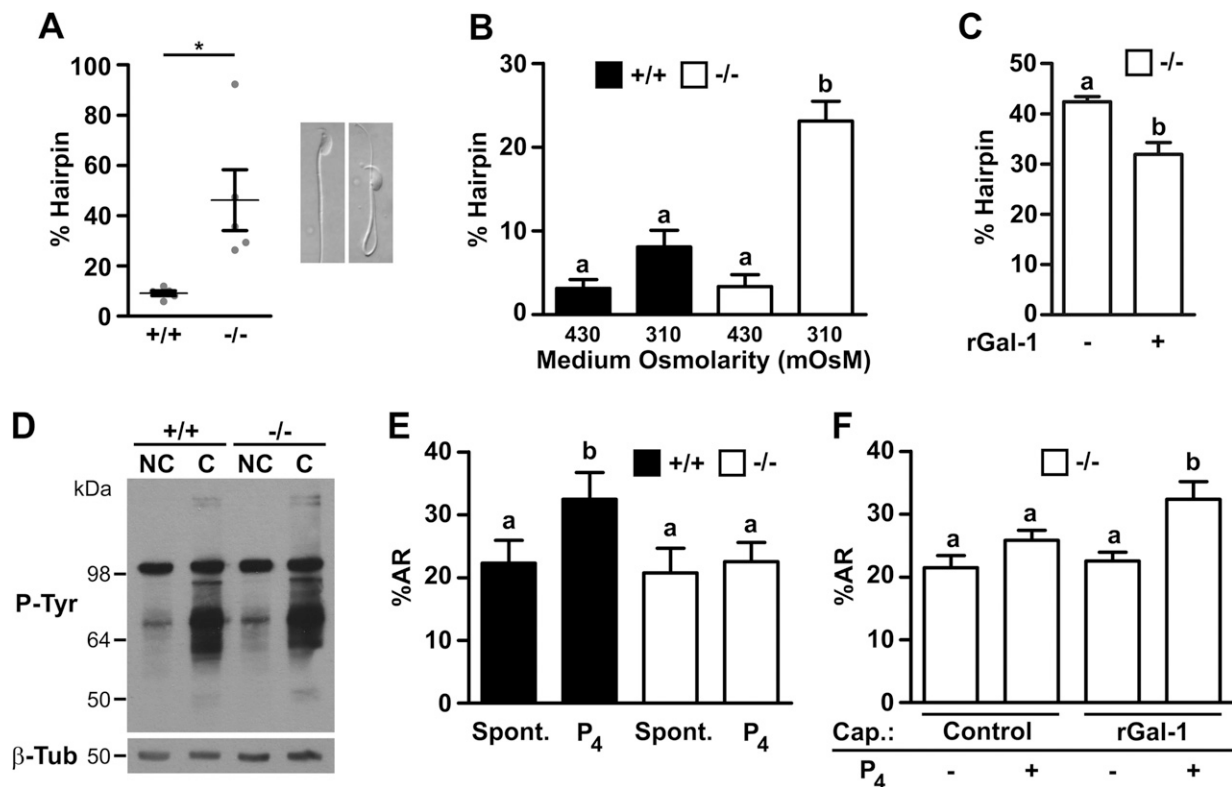 A
*
% Hairpin
100
80
60
40
20
0
+/+ -/-
B
+/+ -/-
% Hairpin
30
20
10
0
a a a b
430 310 430 310
Medium Osmolarity (mOsM)
C
-/-
% Hairpin
50
40
30
20
10
0
a b
rGal-1 - +
D
+/+ -/-
NC C NC C
kDa
98
P-Tyr
64
50
β-Tub 50
E
+/+ -/-
%AR
40
30
20
10
0
a b a a
Spont. P4 Spont. P4
F
-/-
%AR
40
30
20
10
0
a a a b
Cap.: Control rGal-1
P4 - + - +